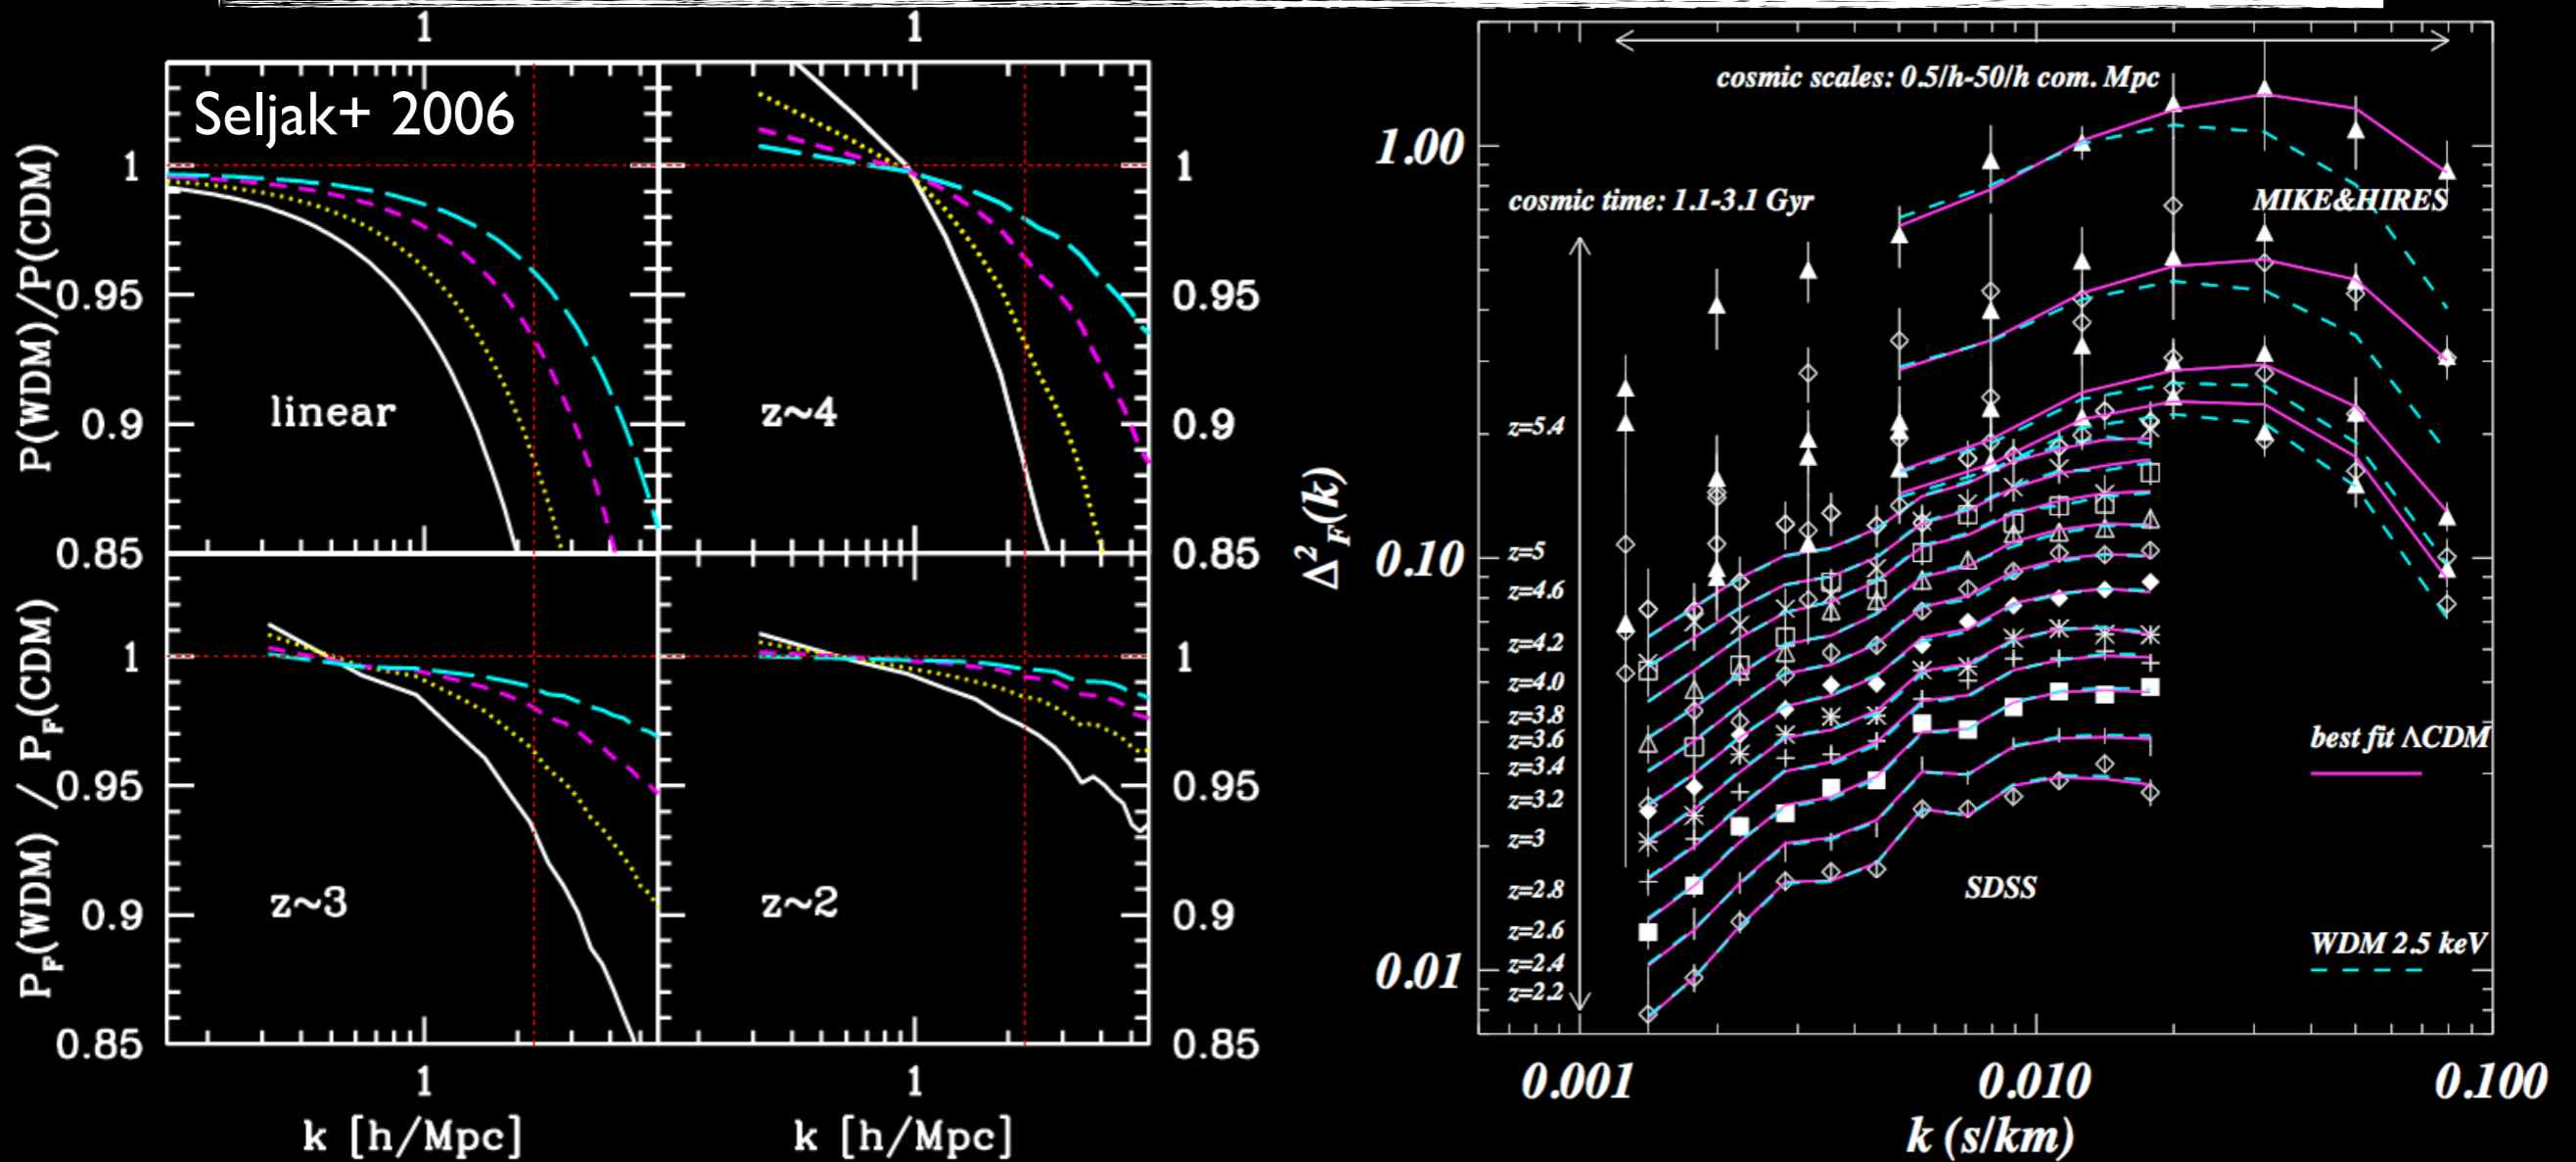 1
1
Seljak+ 2006
P(WDM)/P(CDM)
1
0.95
0.9
0.85
linear
z~4
1
0.95
0.9
0.85
P_F(WDM) / P_F(CDM)
1
0.95
0.9
0.85
z~3
z~2
1
0.95
0.9
0.85
1
1
k [h/Mpc]
k [h/Mpc]
cosmic scales: 0.5/h-50/h com. Mpc
cosmic time: 1.1-3.1 Gyr
MIKE&HIRES
Δ²_F(k)
1.00
0.10
0.01
z=5.4
z=5
z=4.6
z=4.2
z=4.0
z=3.8
z=3.6
z=3.4
z=3.2
z=3
z=2.8
z=2.6
z=2.4
z=2.2
best fit ΛCDM
SDSS
WDM 2.5 keV
0.001
0.010
0.100
k (s/km)